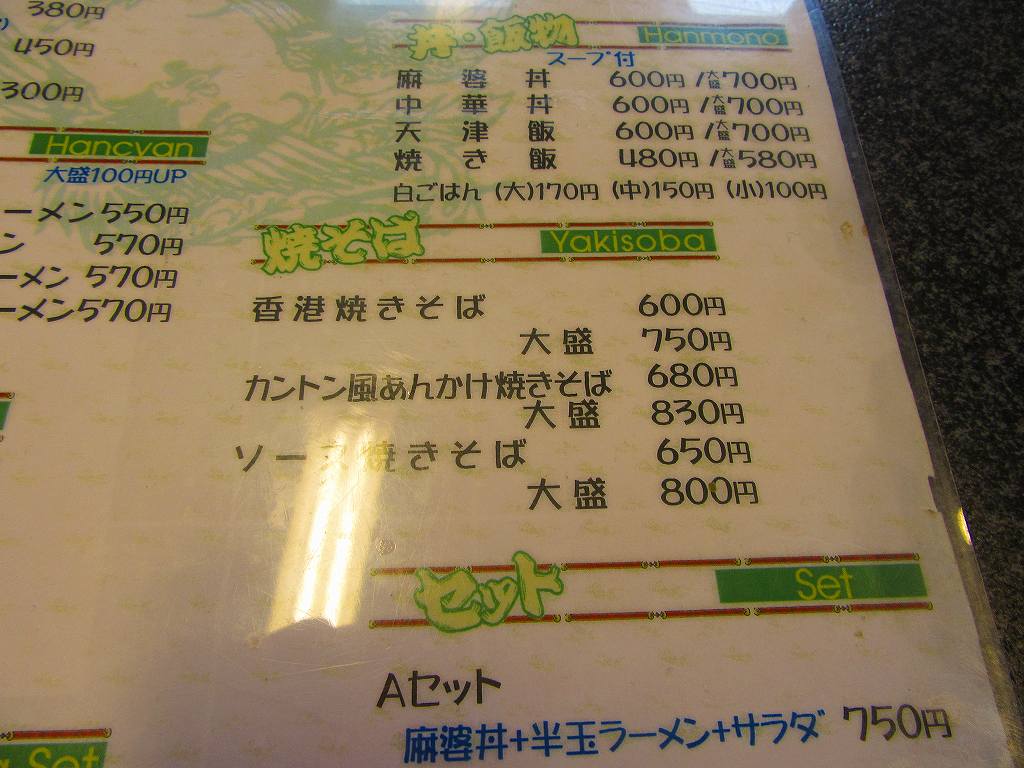 380円
450円
300円
Hancyan
大盛100円UP
ーメン 550円
ン 570円
ーメン 570円
ーメン 570円
丼・飯物 Hanmono
スープ付
麻婆丼 600円 /大盛700円
中華丼 600円 /大盛700円
天津飯 600円 /大盛700円
焼き飯 480円 /大盛580円
白ごはん (大)170円 (中)150円 (小)100円
焼そば Yakisoba
香港焼きそば 600円
大盛 750円
カントン風あんかけ焼きそば 680円
大盛 830円
ソース焼きそば 650円
大盛 800円
セット Set
Aセット
麻婆丼+半玉ラーメン+サラダ 750円
Set